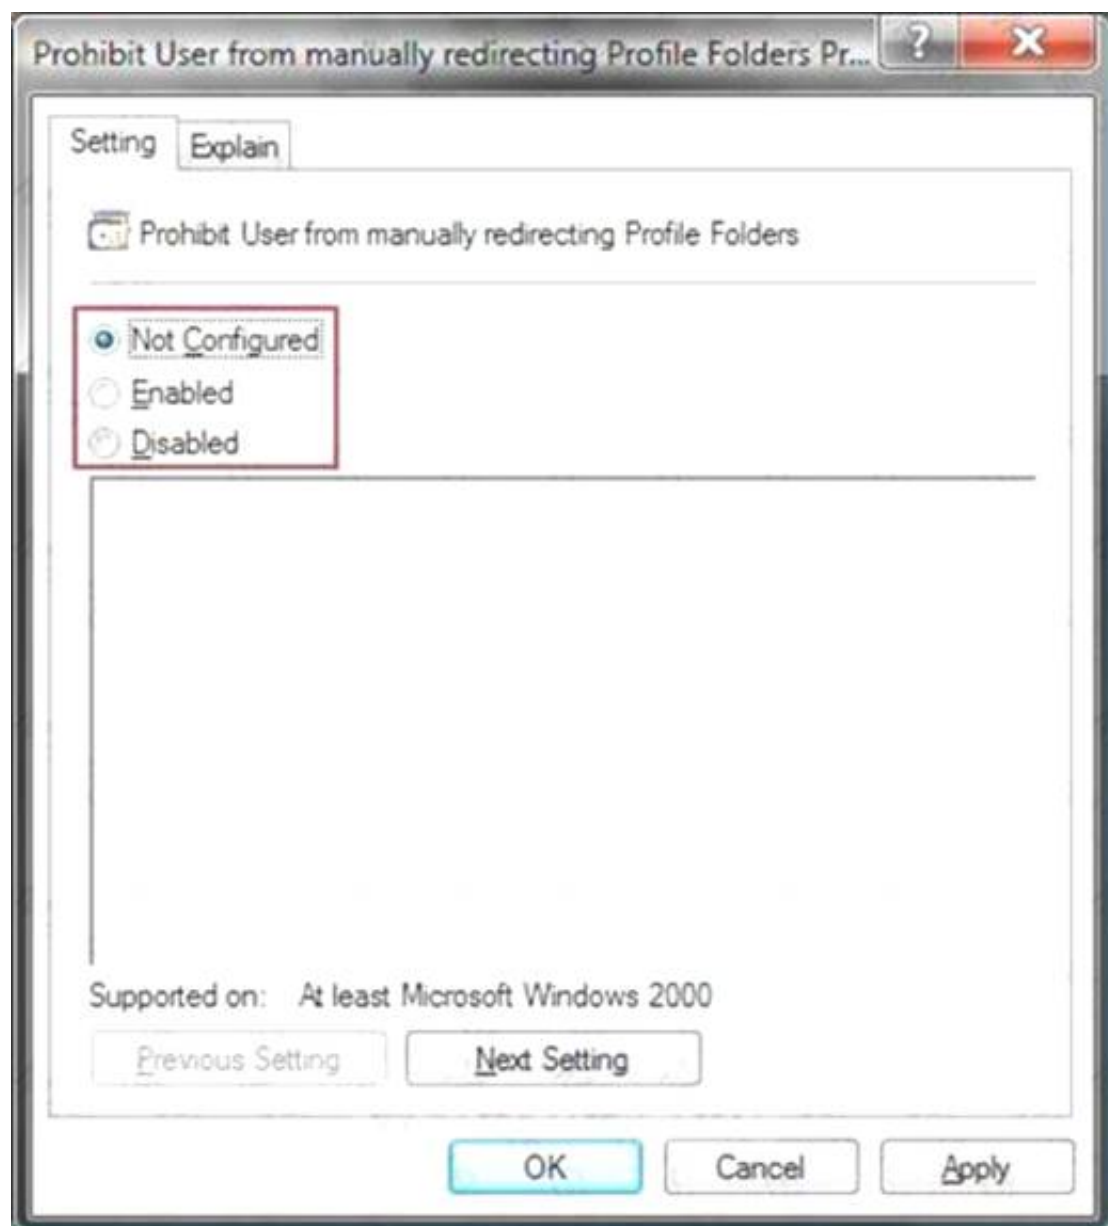 Prohibit User from manually redirecting Profile Folders Pr...
?
Setting
Explain
Prohibit User from manually redirecting Profile Folders
Not Configured
Enabled
Disabled
Supported on: At least Microsoft Windows 2000
Previous Setting
Next Setting
OK
Cancel
Apply